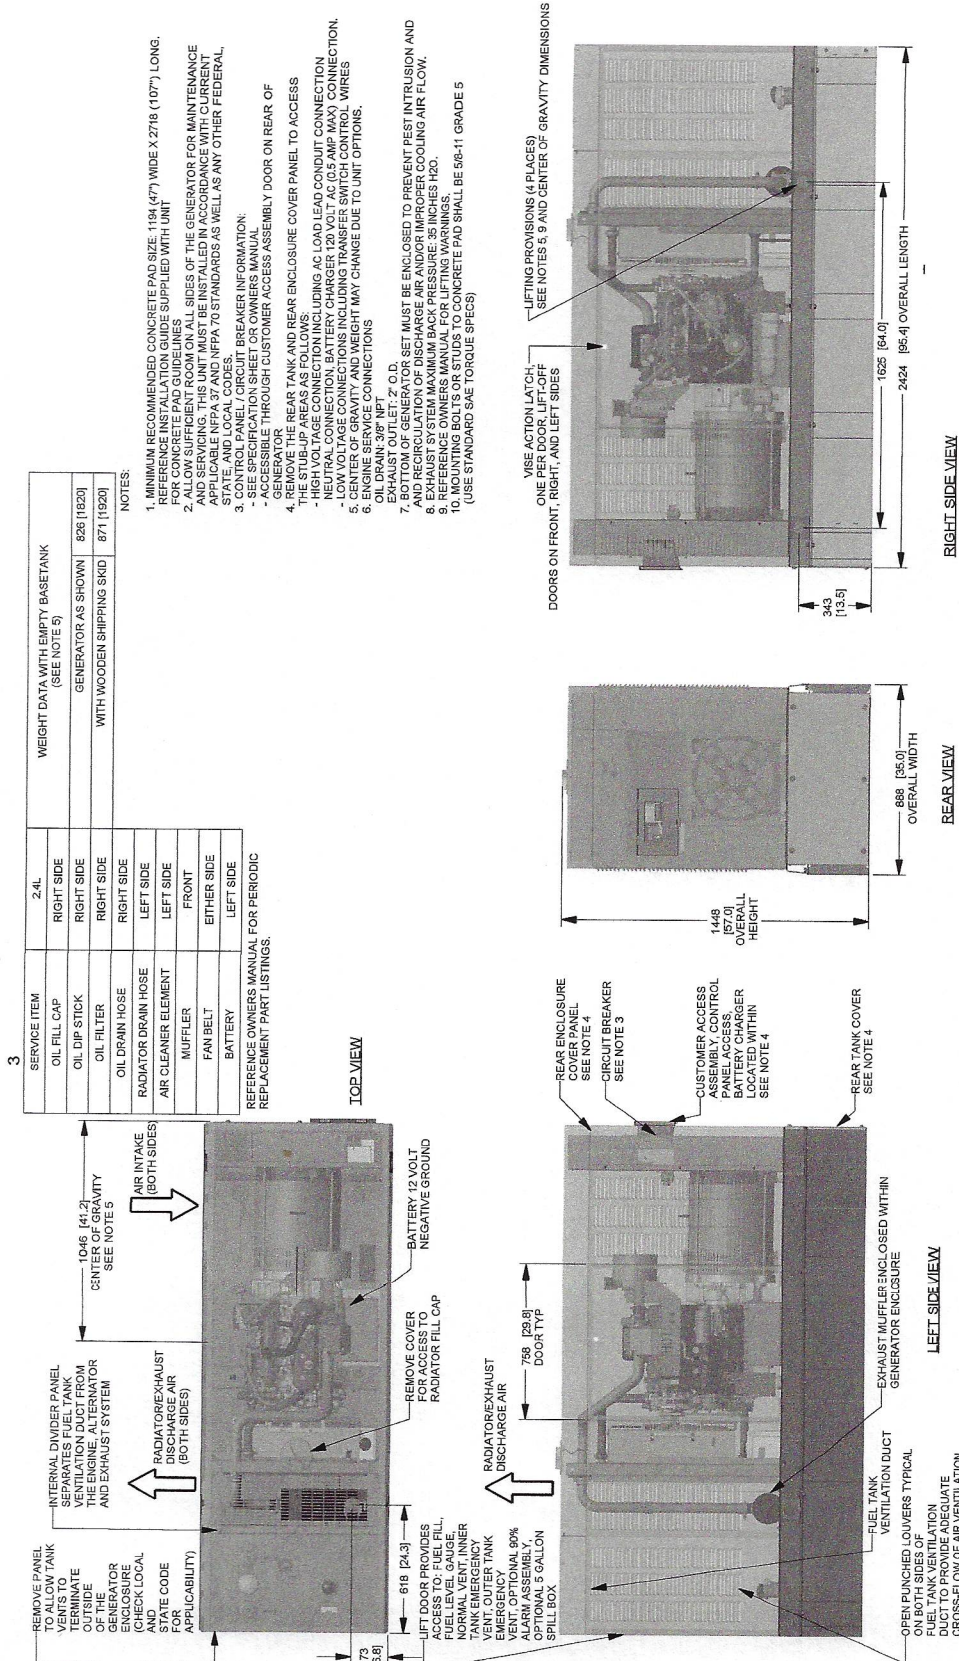 3
SERVICE ITEM 2.4L
OIL FILL CAP RIGHT SIDE
OIL DIP STICK RIGHT SIDE
OIL FILTER RIGHT SIDE
OIL DRAIN HOSE RIGHT SIDE
RADIATOR DRAIN HOSE LEFT SIDE
AIR CLEANER ELEMENT LEFT SIDE
MUFFLER FRONT
FAN BELT EITHER SIDE
BATTERY LEFT SIDE
REFERENCE OWNERS MANUAL FOR PERIODIC
REPLACEMENT PART LISTINGS.
WEIGHT DATA WITH EMPTY BASETANK
(SEE NOTE 5)
GENERATOR AS SHOWN 826 [1820]
WITH WOODEN SHIPPING SKID 871 [1920]
NOTES:
1. MINIMUM RECOMMENDED CONCRETE PAD SIZE: 1194 (47") WIDE X 2718 (107") LONG.
REFERENCE INSTALLATION GUIDE SUPPLIED WITH UNIT
FOR CONCRETE PAD GUIDELINES
2. ALLOW SUFFICIENT ROOM ON ALL SIDES OF THE GENERATOR FOR MAINTENANCE
AND SERVICING. THIS UNIT MUST BE INSTALLED IN ACCORDANCE WITH CURRENT
APPLICABLE NFPA 37 AND NFPA 70 STANDARDS AS WELL AS ANY OTHER FEDERAL,
STATE, AND LOCAL CODES.
3. CONTROL PANEL / CIRCUIT BREAKER INFORMATION:
- SEE SPECIFICATION SHEET OR OWNERS MANUAL
- ACCESSIBLE THROUGH CUSTOMER ACCESS ASSEMBLY DOOR ON REAR OF
GENERATOR
4. REMOVE THE REAR TANK AND REAR ENCLOSURE COVER PANEL TO ACCESS
THE STUB-UP AREAS AS FOLLOWS:
- HIGH VOLTAGE CONNECTION INCLUDING AC LOAD LEAD CONDUIT CONNECTION
NEUTRAL CONNECTION, BATTERY CHARGER 120 VOLT AC (0.5 AMP MAX) CONNECTION.
- LOW VOLTAGE CONNECTIONS INCLUDING TRANSFER SWITCH CONTROL WIRES
5. CENTER OF GRAVITY AND WEIGHT MAY CHANGE DUE TO UNIT OPTIONS.
6. ENGINE SERVICE CONNECTIONS
OIL DRAIN: 3/8" NPT
EXHAUST OUTLET: 2" O.D.
7. BOTTOM OF GENERATOR SET MUST BE ENCLOSED TO PREVENT PEST INTRUSION AND
AND RECIRCULATION OF DISCHARGE AIR AND/OR IMPROPER COOLING AIR FLOW.
8. EXHAUST SYSTEM MAXIMUM BACK PRESSURE: 35 INCHES H2O.
9. REFERENCE OWNERS MANUAL FOR LIFTING WARNINGS.
10. MOUNTING BOLTS OR STUDS TO CONCRETE PAD SHALL BE 5/8-11 GRADE 5
(USE STANDARD SAE TORQUE SPECS)
REMOVE PANEL
TO ALLOW TANK
VENTS TO
TERMINATE
OUTSIDE
OF THE
GENERATOR
ENCLOSURE
(CHECK LOCAL
AND
STATE CODE
FOR
APPLICABILITY)
INTERNAL DIVIDER PANEL
SEPARATES FUEL TANK
VENTILATION DUCT FROM
THE ENGINE, ALTERNATOR
AND EXHAUST SYSTEM
RADIATOR/EXHAUST
DISCHARGE AIR
(BOTH SIDES)
1046 [41.2]
CENTER OF GRAVITY
SEE NOTE 5
AIR INTAKE
(BOTH SIDES)
TOP VIEW
618 [24.3]
REMOVE COVER
FOR ACCESS TO
RADIATOR FILL CAP
BATTERY 12 VOLT
NEGATIVE GROUND
LIFT DOOR PROVIDES
ACCESS TO: FUEL FILL,
FUEL LEVEL GAUGE,
NORMAL VENT, INNER
TANK EMERGENCY
VENT, OUTER TANK
EMERGENCY
VENT, OPTIONAL 90%
ALARM ASSEMBLY,
OPTIONAL 5 GALLON
SPILL BOX
RADIATOR/EXHAUST
DISCHARGE AIR
758 [29.8]
DOOR TYP
REAR ENCLOSURE
COVER PANEL
SEE NOTE 4
CIRCUIT BREAKER
SEE NOTE 3
CUSTOMER ACCESS
ASSEMBLY, CONTROL
PANEL ACCESS,
BATTERY CHARGER
LOCATED WITHIN
SEE NOTE 4
REAR TANK COVER
SEE NOTE 4
OPEN PUNCHED LOUVERS TYPICAL
ON BOTH SIDES OF
FUEL TANK VENTILATION
DUCT TO PROVIDE ADEQUATE
CROSS-FLOW OF AIR VENTILATION
FUEL TANK
VENTILATION DUCT
EXHAUST MUFFLER ENCLOSED WITHIN
GENERATOR ENCLOSURE
LEFT SIDE VIEW
1448
[57.0]
OVERALL
HEIGHT
888 [35.0]
OVERALL WIDTH
REAR VIEW
VISE ACTION LATCH,
ONE PER DOOR, LIFT-OFF
DOORS ON FRONT, RIGHT, AND LEFT SIDES
LIFTING PROVISIONS (4 PLACES)
SEE NOTES 5, 9 AND CENTER OF GRAVITY DIMENSIONS
343
[13.5]
1625 [64.0]
2424 [95.4] OVERALL LENGTH
RIGHT SIDE VIEW